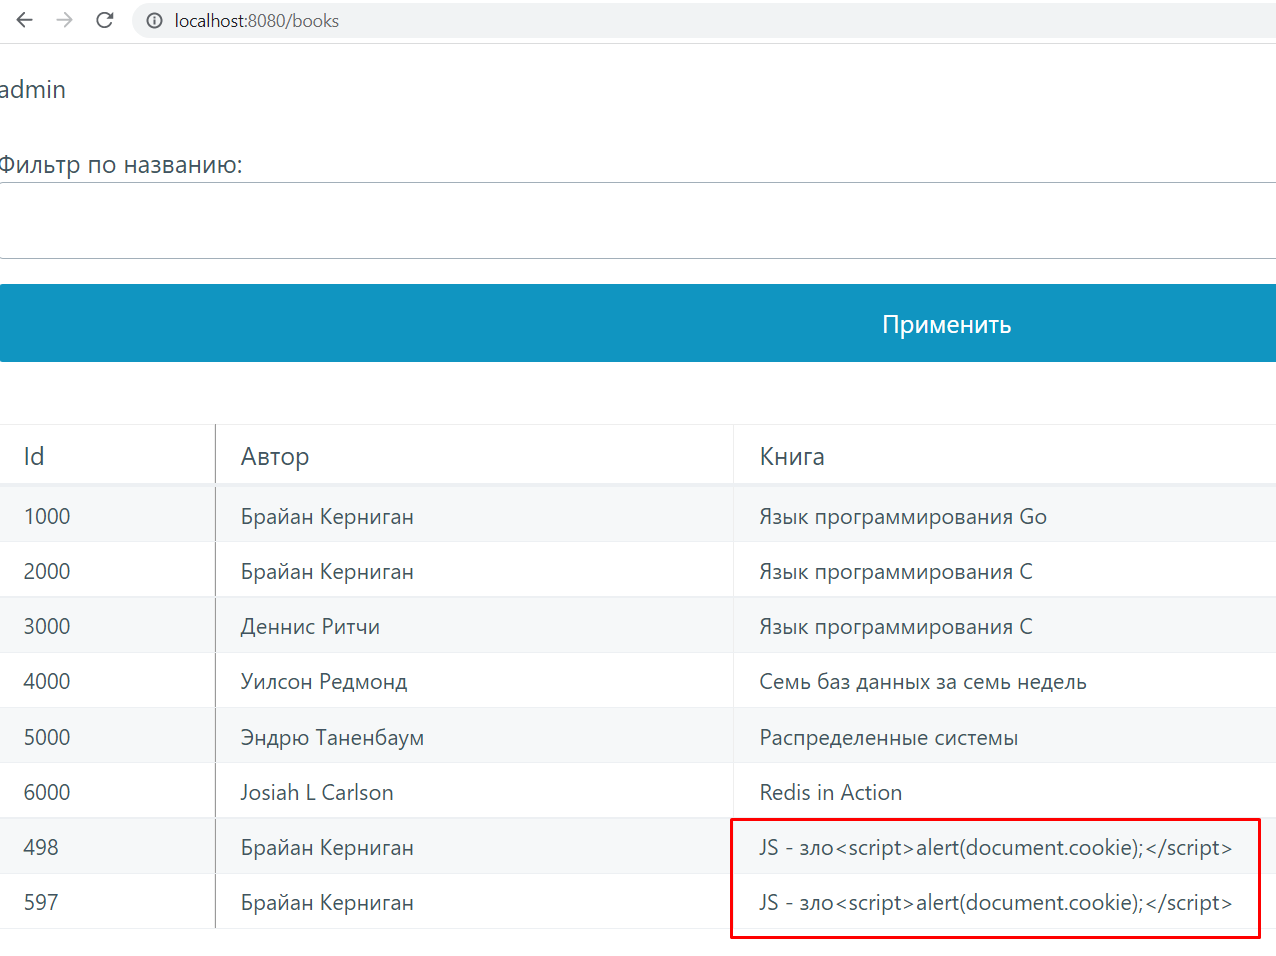 localhost:8080/books
admin
Фильтр по названию:
Применить
Id Автор Книга
1000 Брайан Керниган Язык программирования Go
2000 Брайан Керниган Язык программирования C
3000 Деннис Ритчи Язык программирования C
4000 Уилсон Редмонд Семь баз данных за семь недель
5000 Эндрю Таненбаум Распределенные системы
6000 Josiah L Carlson Redis in Action
498 Брайан Керниган JS - зло<script>alert(document.cookie);</script>
597 Брайан Керниган JS - зло<script>alert(document.cookie);</script>